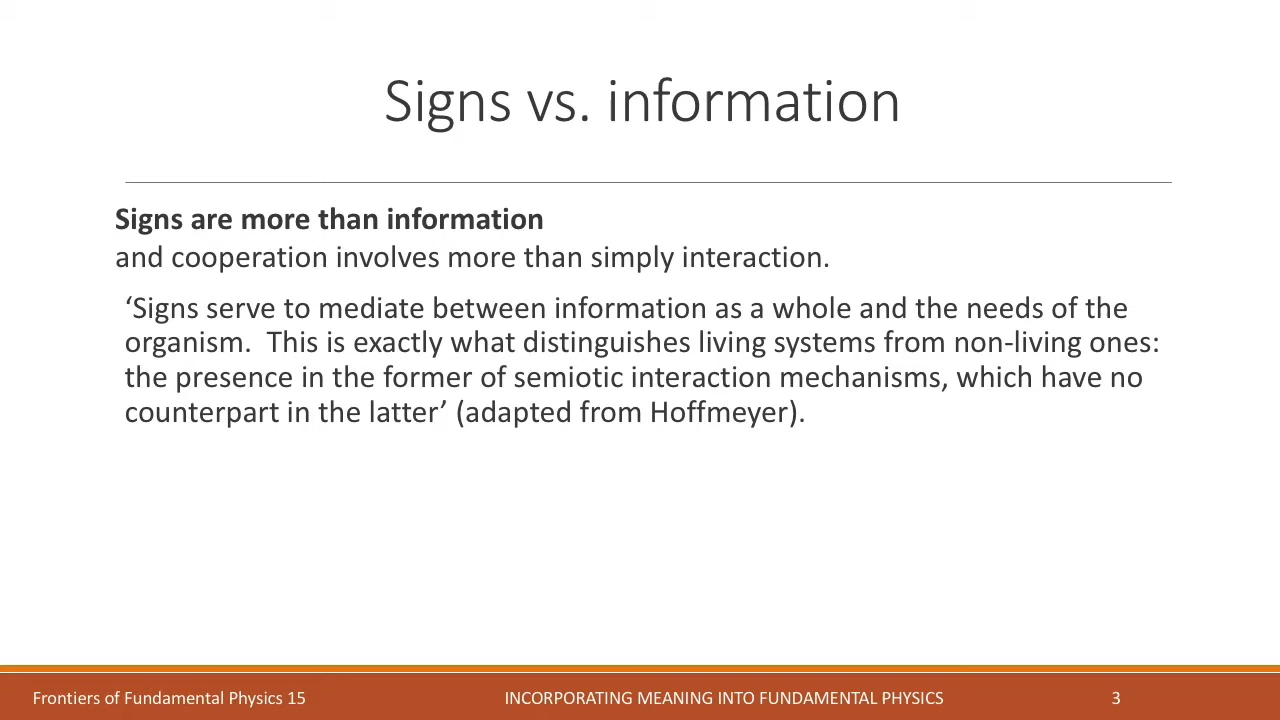 Signs vs. information
Signs are more than information
and cooperation involves more than simply interaction.
‘Signs serve to mediate between information as a whole and the needs of the
organism.  This is exactly what distinguishes living systems from non-living ones:
the presence in the former of semiotic interaction mechanisms, which have no
counterpart in the latter’ (adapted from Hoffmeyer).
Frontiers of Fundamental Physics 15
INCORPORATING MEANING INTO FUNDAMENTAL PHYSICS
3